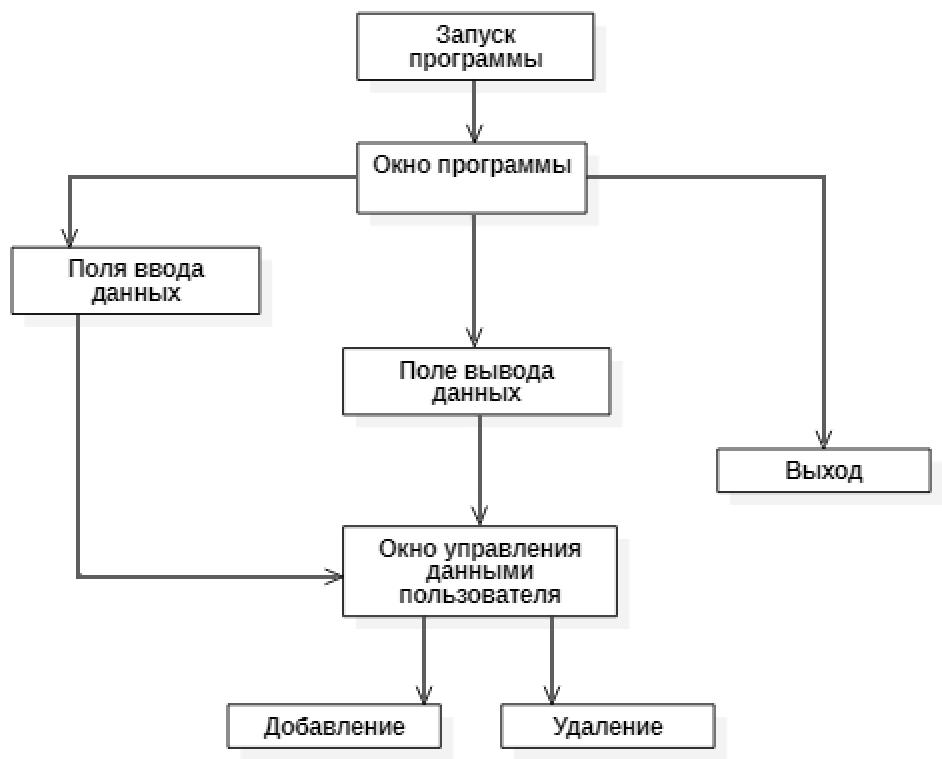 Запуск
программы
Окно программы
Поля ввода
данных
Поле вывода
данных
Выход
Окно управления
данными
пользователя
Добавление
Удаление